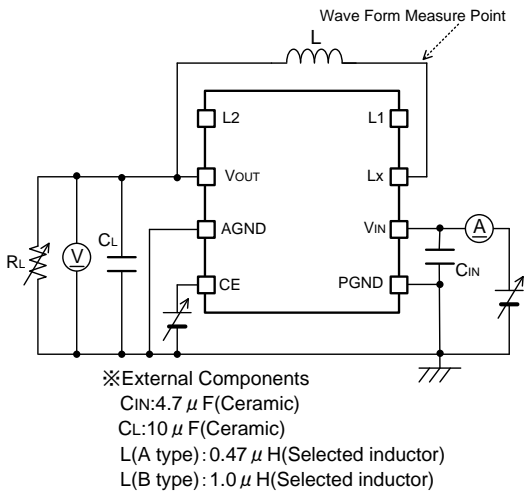 Wave Form Measure Point
L
L2
L1
VOUT
Lx
AGND
VIN
A
V
CL
RL
CIN
CE
PGND
※External Components
CIN:4.7μF(Ceramic)
CL:10μF(Ceramic)
L(A type):0.47μH(Selected inductor)
L(B type):1.0μH(Selected inductor)